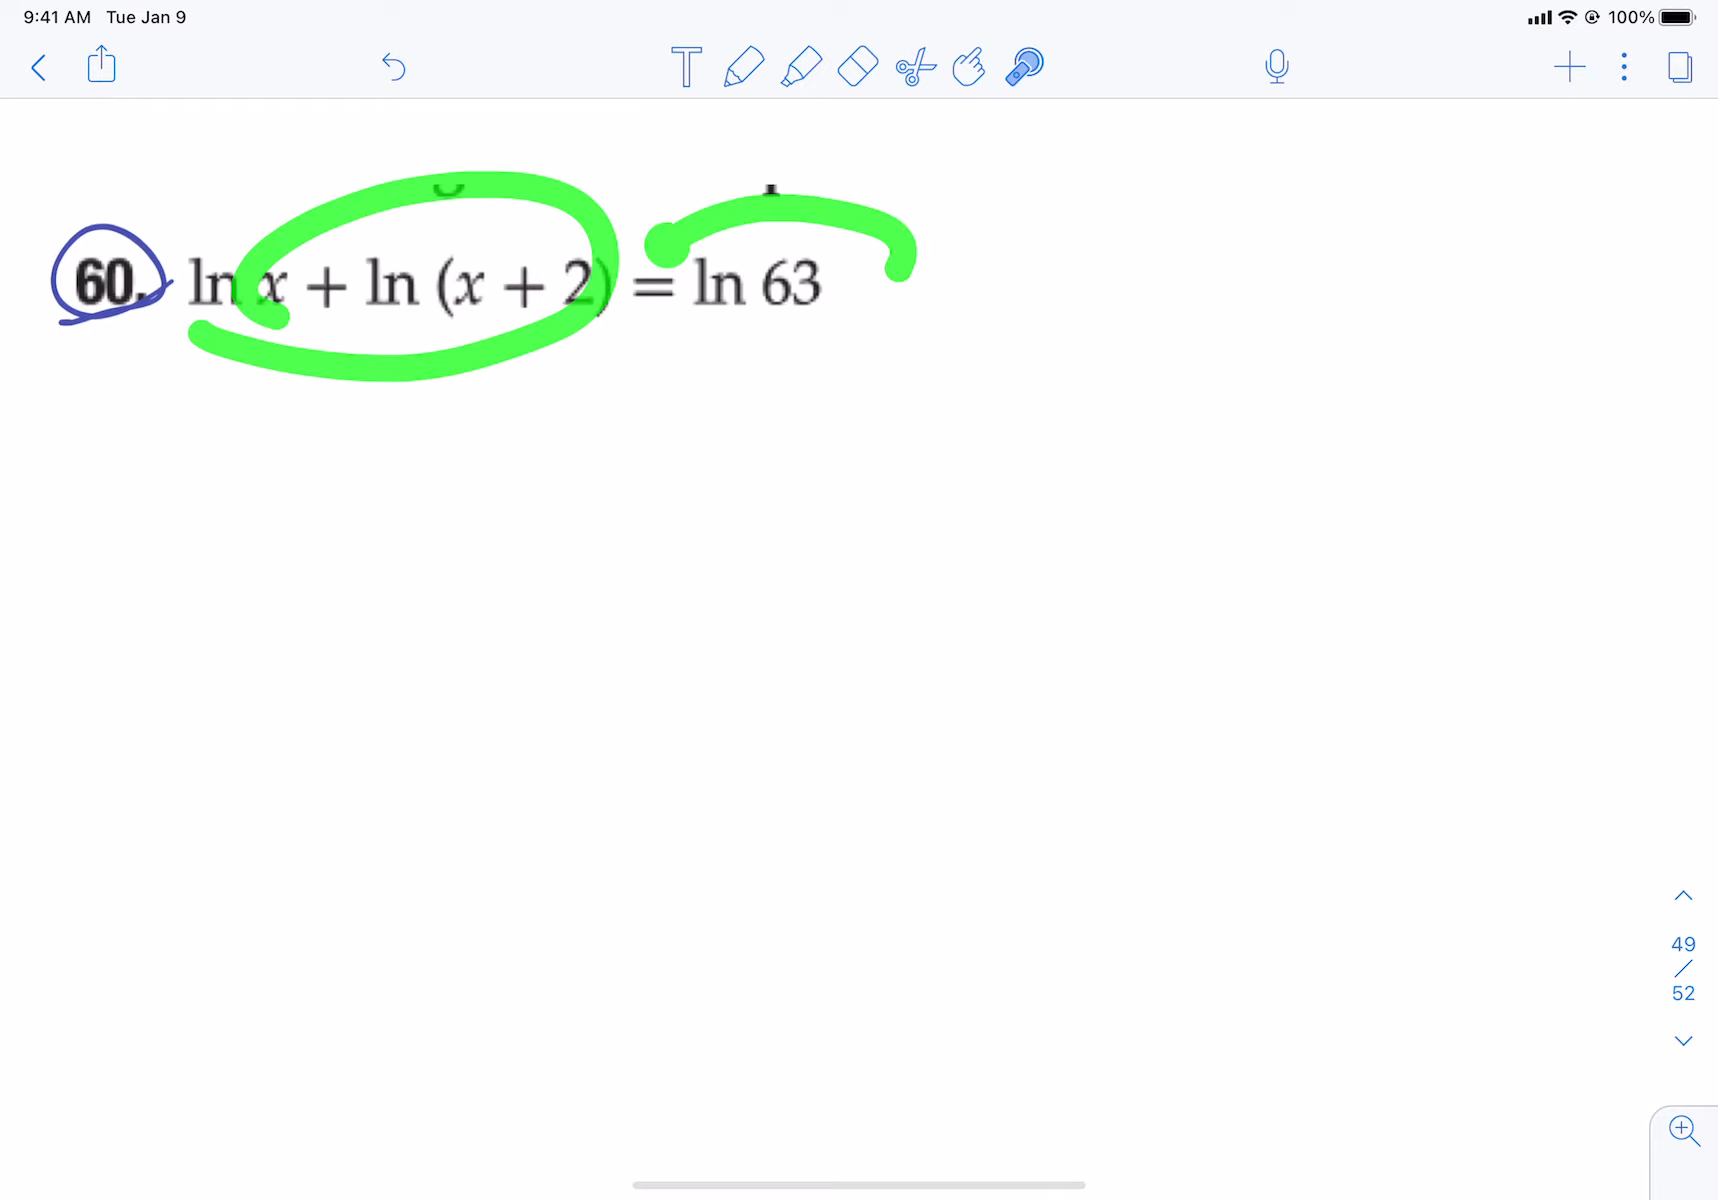 9:41 AM Tue Jan 9
100%
T
60. ln x + ln (x + 2) = ln 63
49
/
52